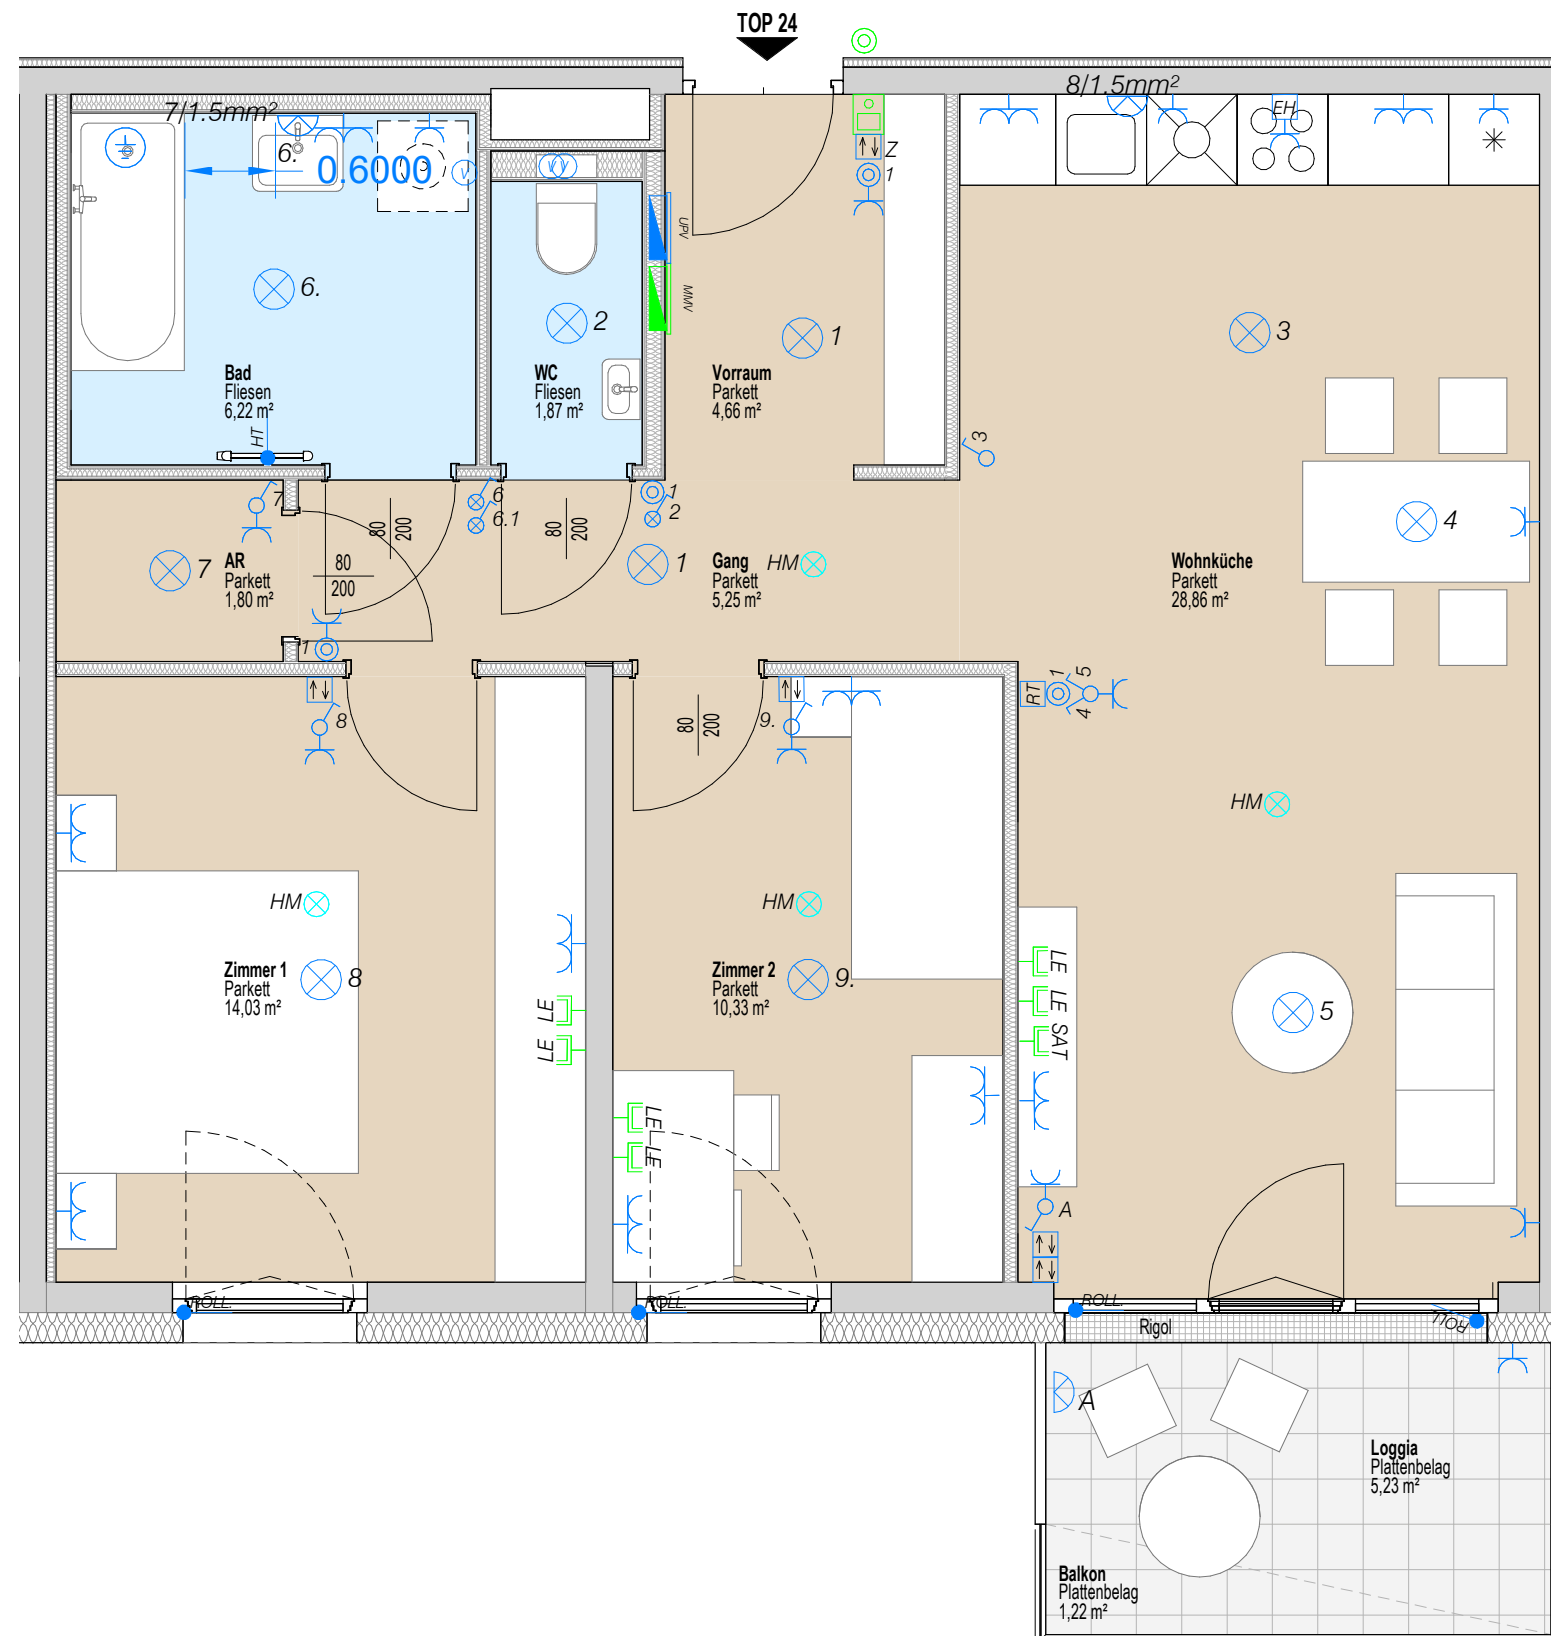 TOP 24
7/1.5mm²
8/1.5mm²
EH
6.
0.6000
V
V V
Z
1
UPV
MMV
6.
2
1
3
Bad
Fliesen
6,22 m²
WC
Fliesen
1,87 m²
Vorraum
Parkett
4,66 m²
HT
3
7
6
6.1
1
2
80
200
80
200
4
7
AR
Parkett
1,80 m²
80
200
1
Gang
Parkett
5,25 m²
HM
Wohnküche
Parkett
28,86 m²
1
8
80
200
9.
RT
1
5
4
HM
HM
HM
Zimmer 1
Parkett
14,03 m²
8
Zimmer 2
Parkett
10,33 m²
9.
LE
LE
LE
LE
SAT
5
LE
LE
A
ROLL.
ROLL.
ROLL.
ROLL.
Rigol
A
Loggia
Plattenbelag
5,23 m²
Balkon
Plattenbelag
1,22 m²